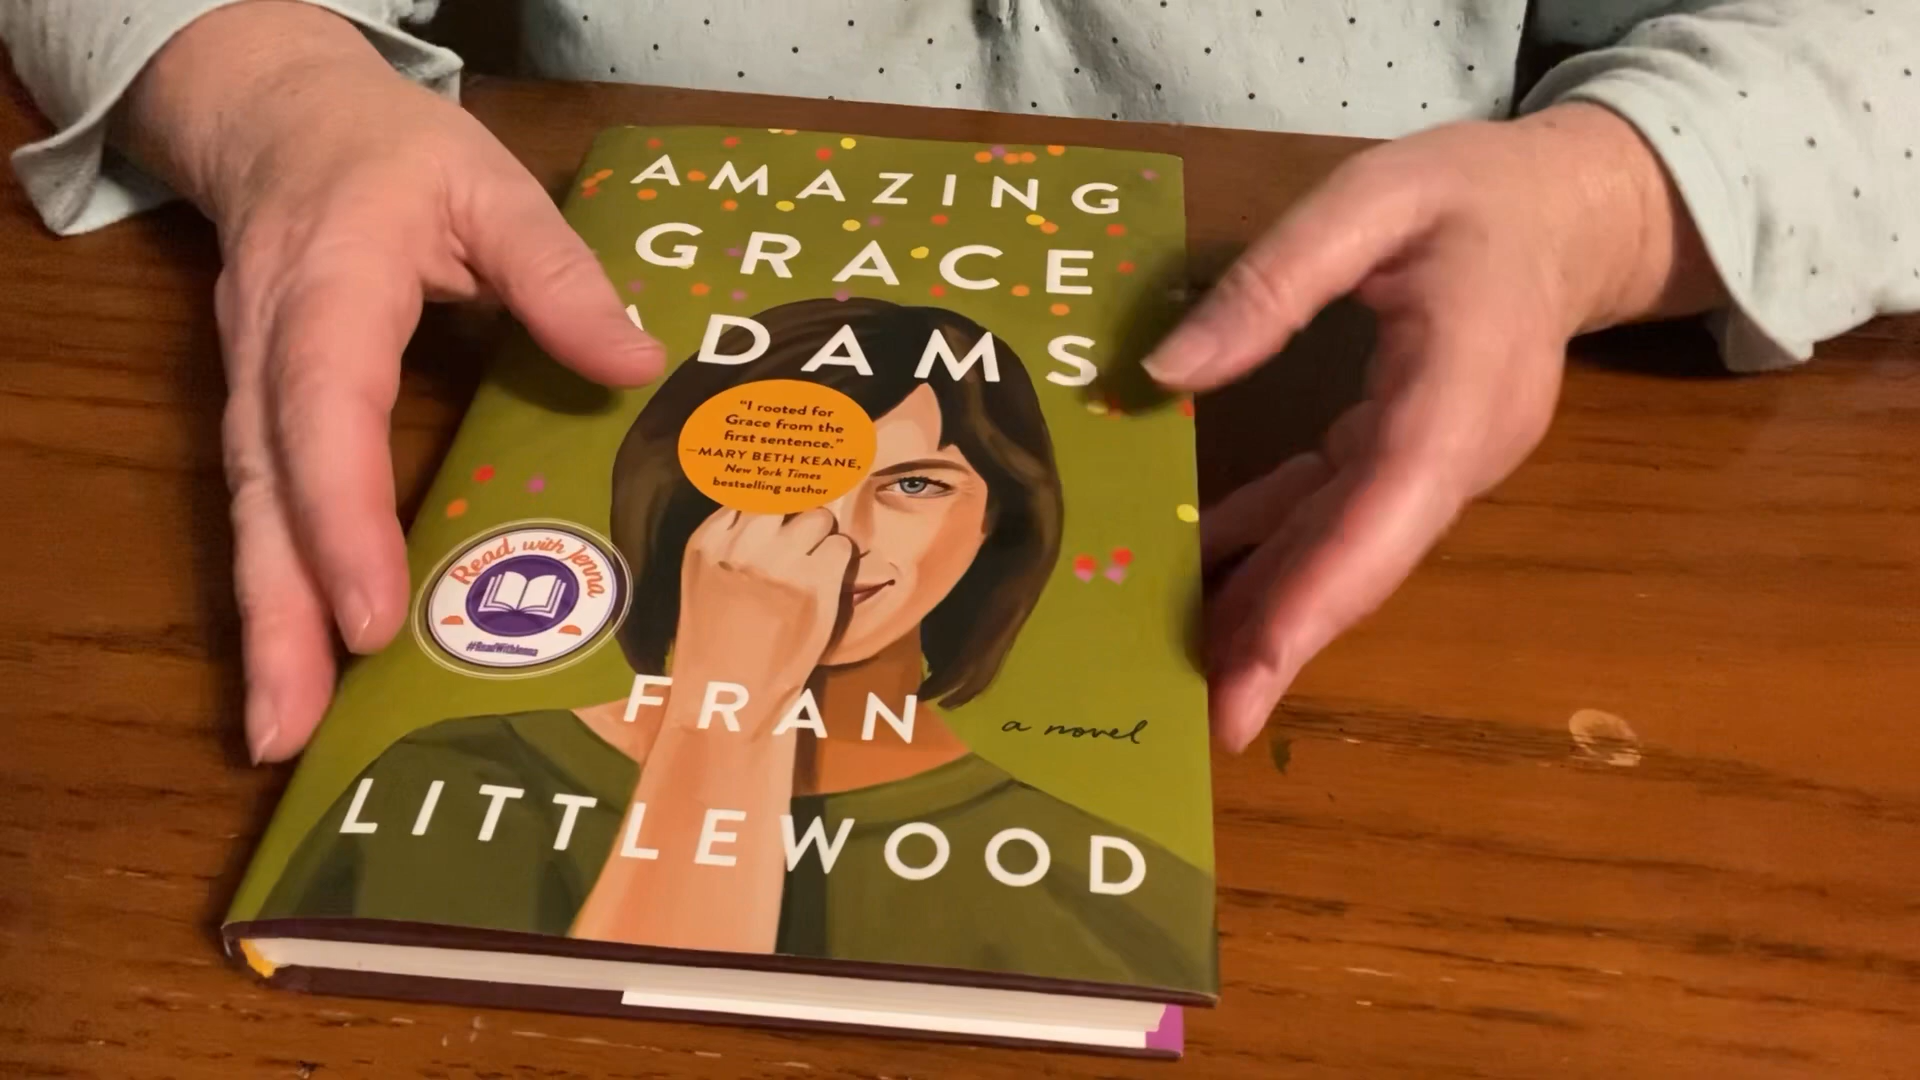 AMAZING
GRACE
ADAMS
"I rooted for
Grace from the
first sentence."
—MARY BETH KEANE,
New York Times
bestselling author
Read with Jenna
#ReadWithJenna
FRAN
a novel
LITTLEWOOD